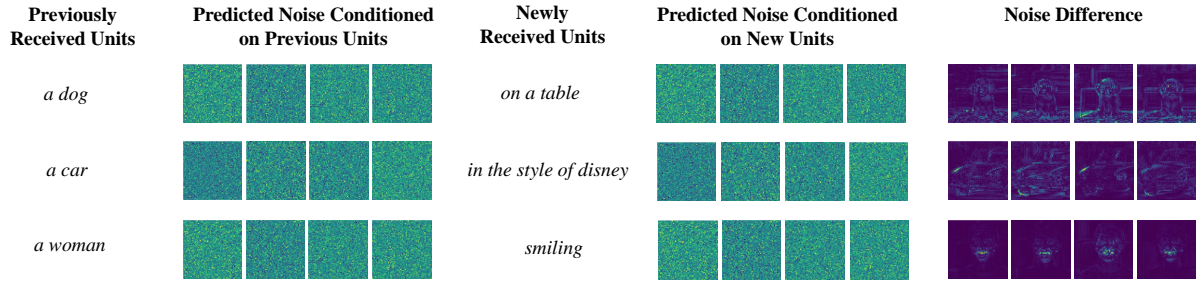 Previously
Received Units
Predicted Noise Conditioned
on Previous Units
Newly
Received Units
Predicted Noise Conditioned
on New Units
Noise Difference
a dog
on a table
a car
in the style of disney
a woman
smiling